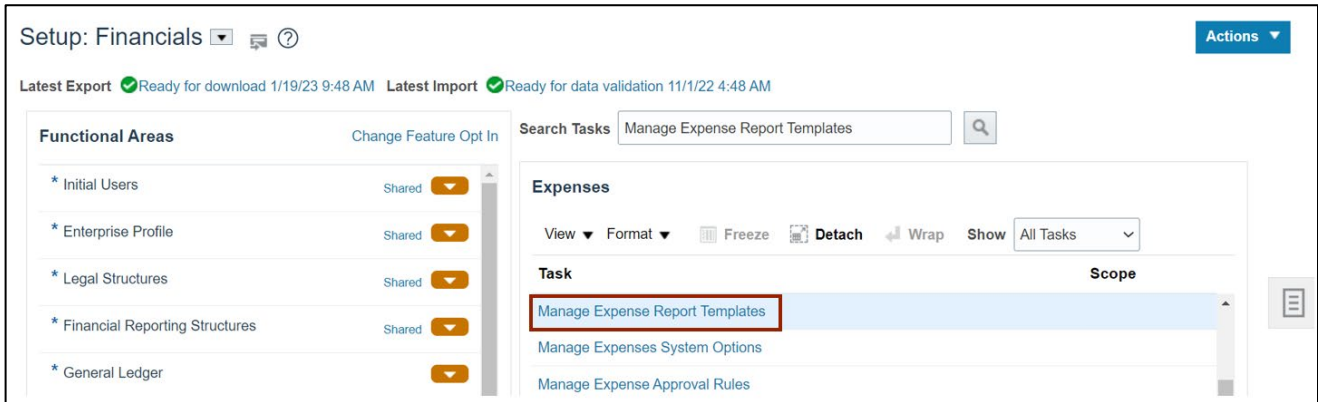 Setup: Financials
Actions
Latest Export Ready for download 1/19/23 9:48 AM Latest Import Ready for data validation 11/1/22 4:48 AM
Functional Areas Change Feature Opt In
* Initial Users Shared
* Enterprise Profile Shared
* Legal Structures Shared
* Financial Reporting Structures Shared
* General Ledger
Search Tasks Manage Expense Report Templates
Expenses
View Format Freeze Detach Wrap Show All Tasks
Task Scope
Manage Expense Report Templates
Manage Expenses System Options
Manage Expense Approval Rules